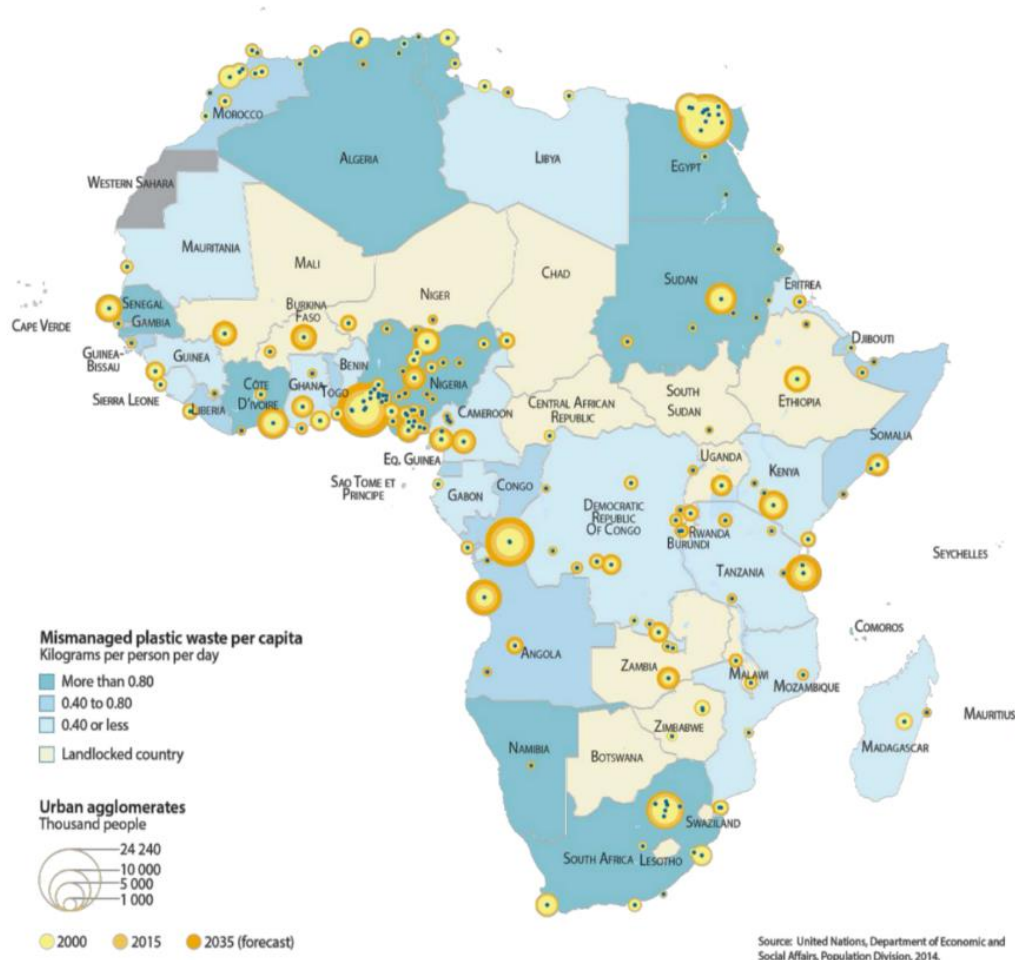 MOROCCO
ALGERIA
LIBYA
EGYPT
WESTERN SAHARA
MAURITANIA
MALI
NIGER
CHAD
SUDAN
ERITREA
CAPE VERDE
SENEGAL
GAMBIA
BURKINA
FASO
DJIBOUTI
GUINEA-
BISSAU
GUINEA
BENIN
NIGERIA
SIERRA LEONE
LIBERIA
CÔTE
D'IVOIRE
GHANA
TOGO
CAMEROON
CENTRAL AFRICAN
REPUBLIC
SOUTH
SUDAN
ETHIOPIA
SOMALIA
EQ. GUINEA
SAO TOME ET
PRINCIPE
GABON
CONGO
DEMOCRATIC
REPUBLIC
OF CONGO
UGANDA
KENYA
RWANDA
BURUNDI
TANZANIA
SEYCHELLES
COMOROS
ANGOLA
ZAMBIA
MALAWI
MOZAMBIQUE
MAURITIUS
MADAGASCAR
ZIMBABWE
NAMIBIA
BOTSWANA
SWAZILAND
SOUTH AFRICA
LESOTHO
Mismanaged plastic waste per capita
Kilograms per person per day
More than 0.80
0.40 to 0.80
0.40 or less
Landlocked country
Urban agglomerates
Thousand people
24 240
10 000
5 000
1 000
2000
2015
2035 (forecast)
Source: United Nations, Department of Economic and
Social Affairs, Population Division, 2014.